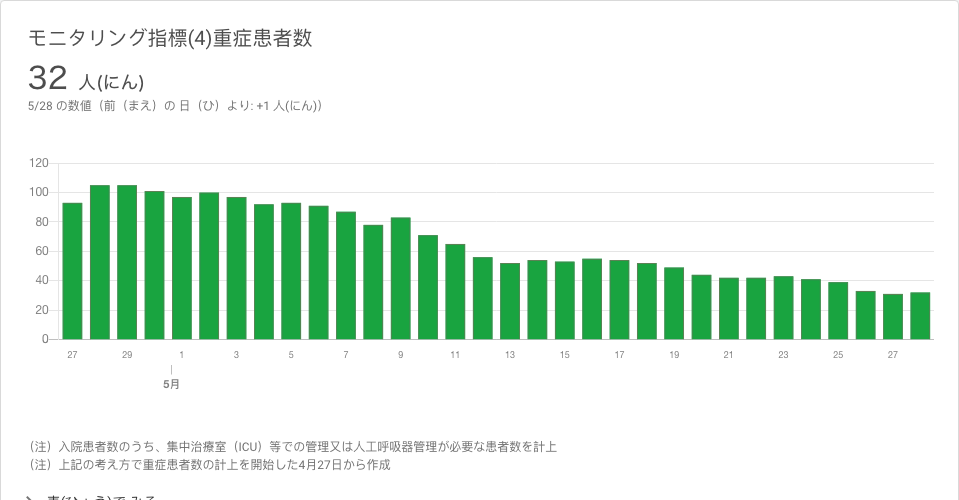 モニタリング指標(4)重症患者数
32 人(にん)
5/28 の数値（前（まえ）の 日（ひ）より: +1 人(にん)）
120
100
80
60
40
20
0
27 29 1 3 5 7 9 11 13 15 17 19 21 23 25 27
5月
（注）入院患者数のうち、集中治療室（ICU）等での管理又は人工呼吸器管理が必要な患者数を計上
（注）上記の考え方で重症患者数の計上を開始した4月27日から作成